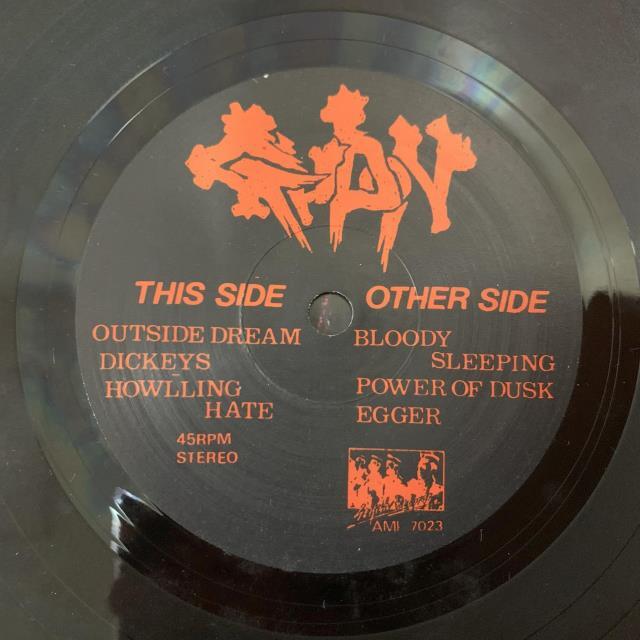 THIS SIDE
OUTSIDE DREAM
DICKEYS
HOWLLING
HATE
45RPM
STEREO
OTHER SIDE
BLOODY
SLEEPING
POWER OF DUSK
EGGER
AMI 7023